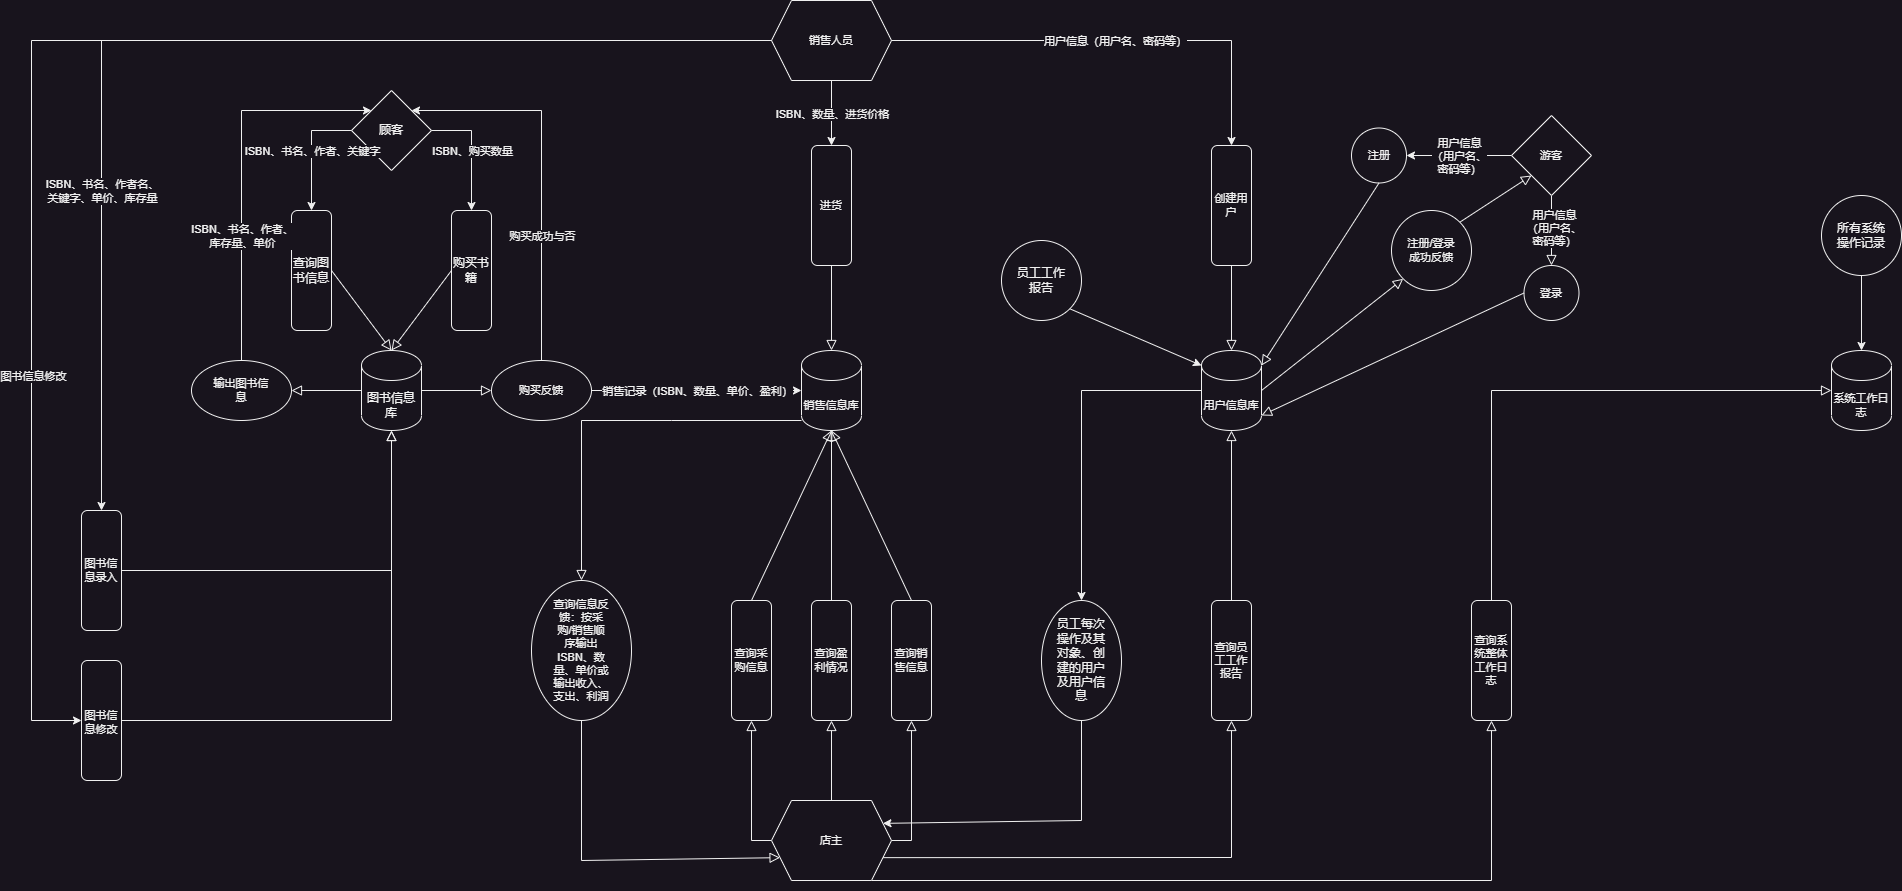 销售人员
用户信息（用户名、密码等）
ISBN、数量、进货价格
顾客
ISBN、书名、作者、关键字
ISBN、购买数量
ISBN、书名、作者名、
关键字、单价、库存量
进货
创建用
户
注册
用户信息
（用户名、
密码等）
游客
用户信息
（用户名、
密码等）
ISBN、书名、作者、
库存量、单价
查询图
书信息
购买书
籍
购买成功与否
员工工作
报告
注册/登录
成功反馈
登录
所有系统
操作记录
图书信息修改
输出图书信
息
图书信息
库
购买反馈
销售记录（ISBN、数量、单价、盈利）
销售信息库
用户信息库
系统工作日
志
图书信
息录入
图书信
息修改
查询信息反
馈：按采
购/销售顺
序输出
ISBN、数
量、单价或
输出收入、
支出、利润
查询采
购信息
查询盈
利情况
查询销
售信息
员工每次
操作及其
对象、创
建的用户
及用户信
息
查询员
工工作
报告
查询系
统整体
工作日
志
店主